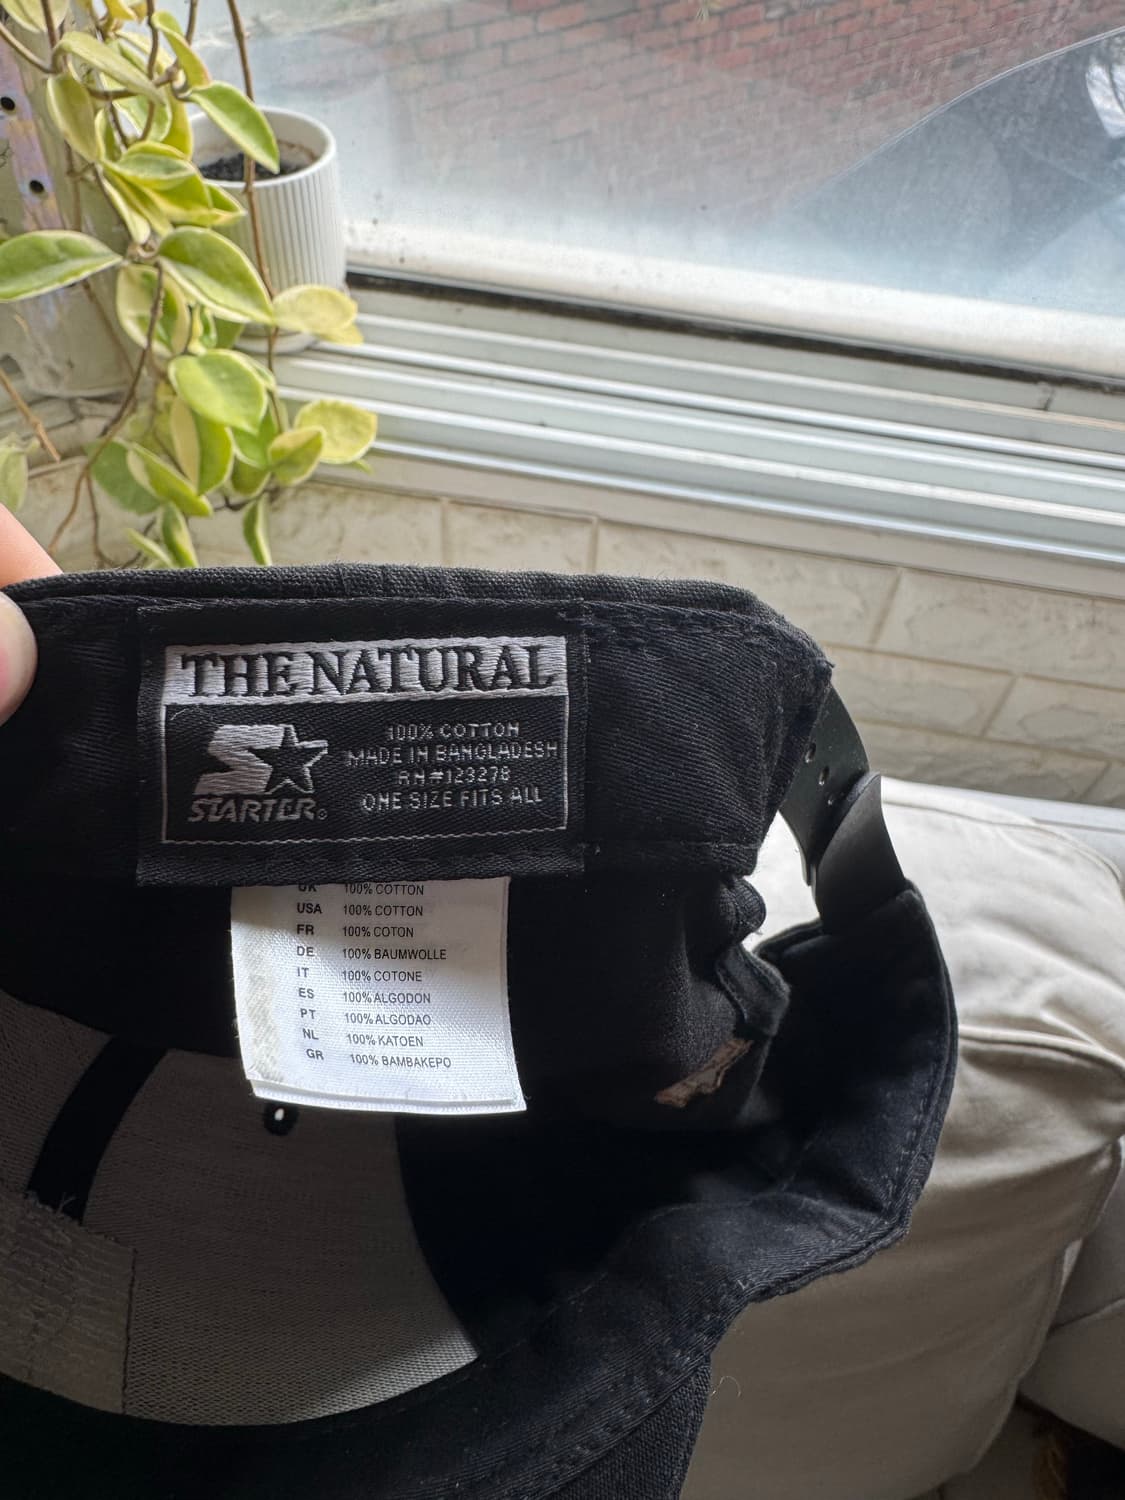 THE NATURAL
STARTER®
100% COTTON
MADE IN BANGLADESH
RN#123278
ONE SIZE FITS ALL
UK 100% COTTON
USA 100% COTTON
FR 100% COTON
DE 100% BAUMWOLLE
IT 100% COTONE
ES 100% ALGODON
PT 100% ALGODAO
NL 100% KATOEN
GR 100% BAMBAKEPO